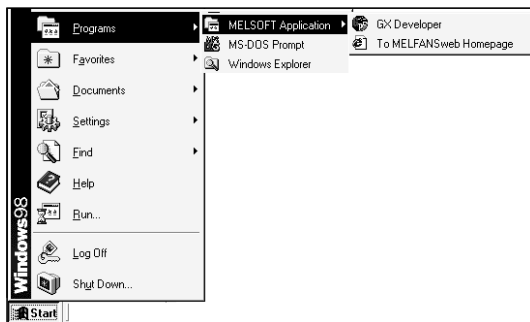 Programs
Favorites
Documents
Settings
Find
Help
Run...
Log Off
Shut Down...
Windows98
Start
MELSOFT Application
MS-DOS Prompt
Windows Explorer
GX Developer
To MELFANSweb Homepage